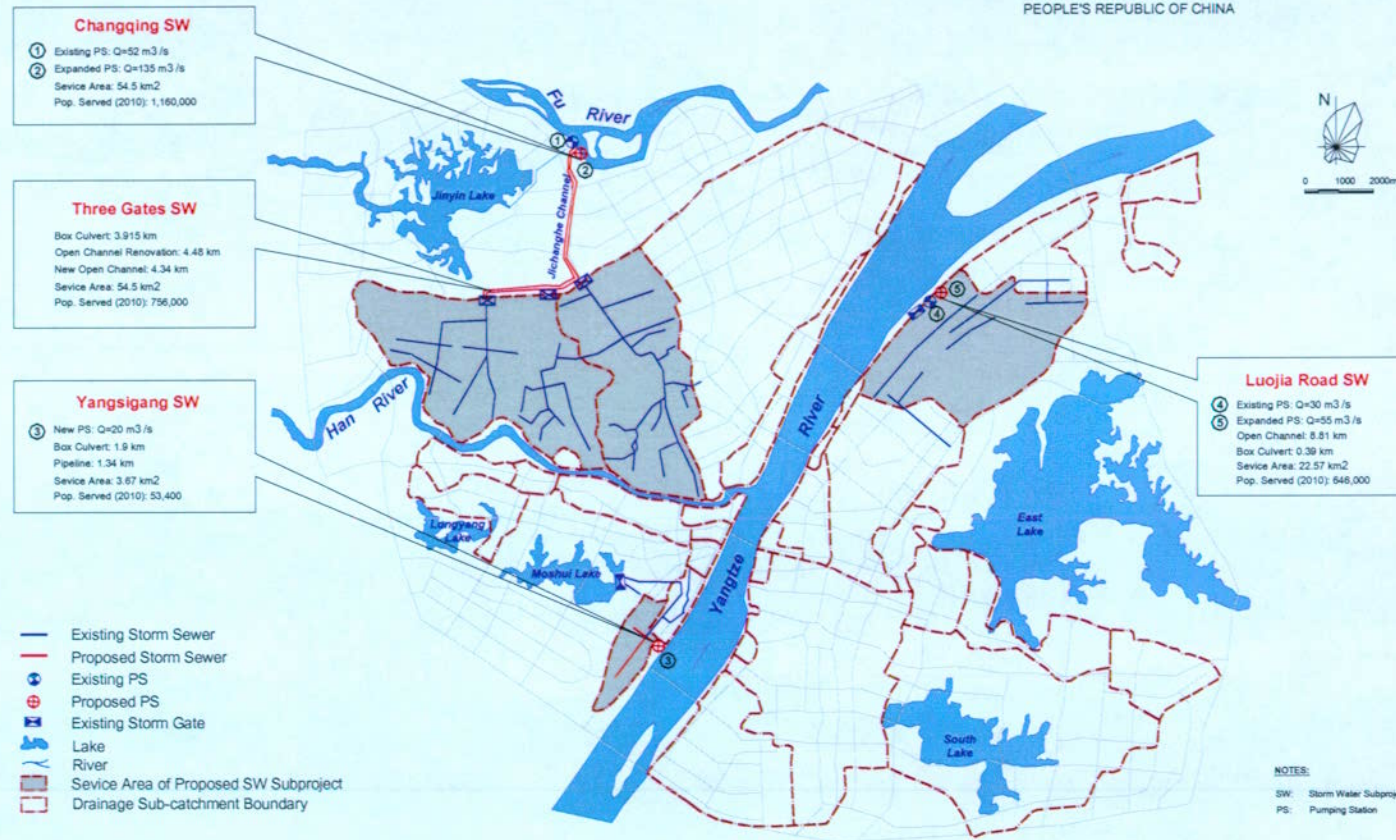 PEOPLE'S REPUBLIC OF CHINA
Changqing SW
1 Existing PS: Q=52 m3 /s
2 Expanded PS: Q=135 m3 /s
Sevice Area: 54.5 km2
Pop. Served (2010): 1,160,000
Three Gates SW
Box Culvert: 3.915 km
Open Channel Renovation: 4.48 km
New Open Channel: 4.34 km
Sevice Area: 54.5 km2
Pop. Served (2010): 756,000
Yangsigang SW
3 New PS: Q=20 m3 /s
Box Culvert: 1.9 km
Pipeline: 1.34 km
Sevice Area: 3.67 km2
Pop. Served (2010): 53,400
Luojia Road SW
4 Existing PS: Q=30 m3 /s
5 Expanded PS: Q=55 m3 /s
Open Channel: 8.81 km
Box Culvert: 0.39 km
Sevice Area: 22.57 km2
Pop. Served (2010): 646,000
N
0 1000 2000m
Fu River
1
2
Jinyin Lake
Jichanghe Channel
Han River
5
4
River
Yangtze
Longyang
Lake
Moshui Lake
3
East
Lake
South
Lake
Existing Storm Sewer
Proposed Storm Sewer
Existing PS
Proposed PS
Existing Storm Gate
Lake
River
Sevice Area of Proposed SW Subproject
Drainage Sub-catchment Boundary
NOTES:
SW: Storm Water Subproj
PS: Pumping Station